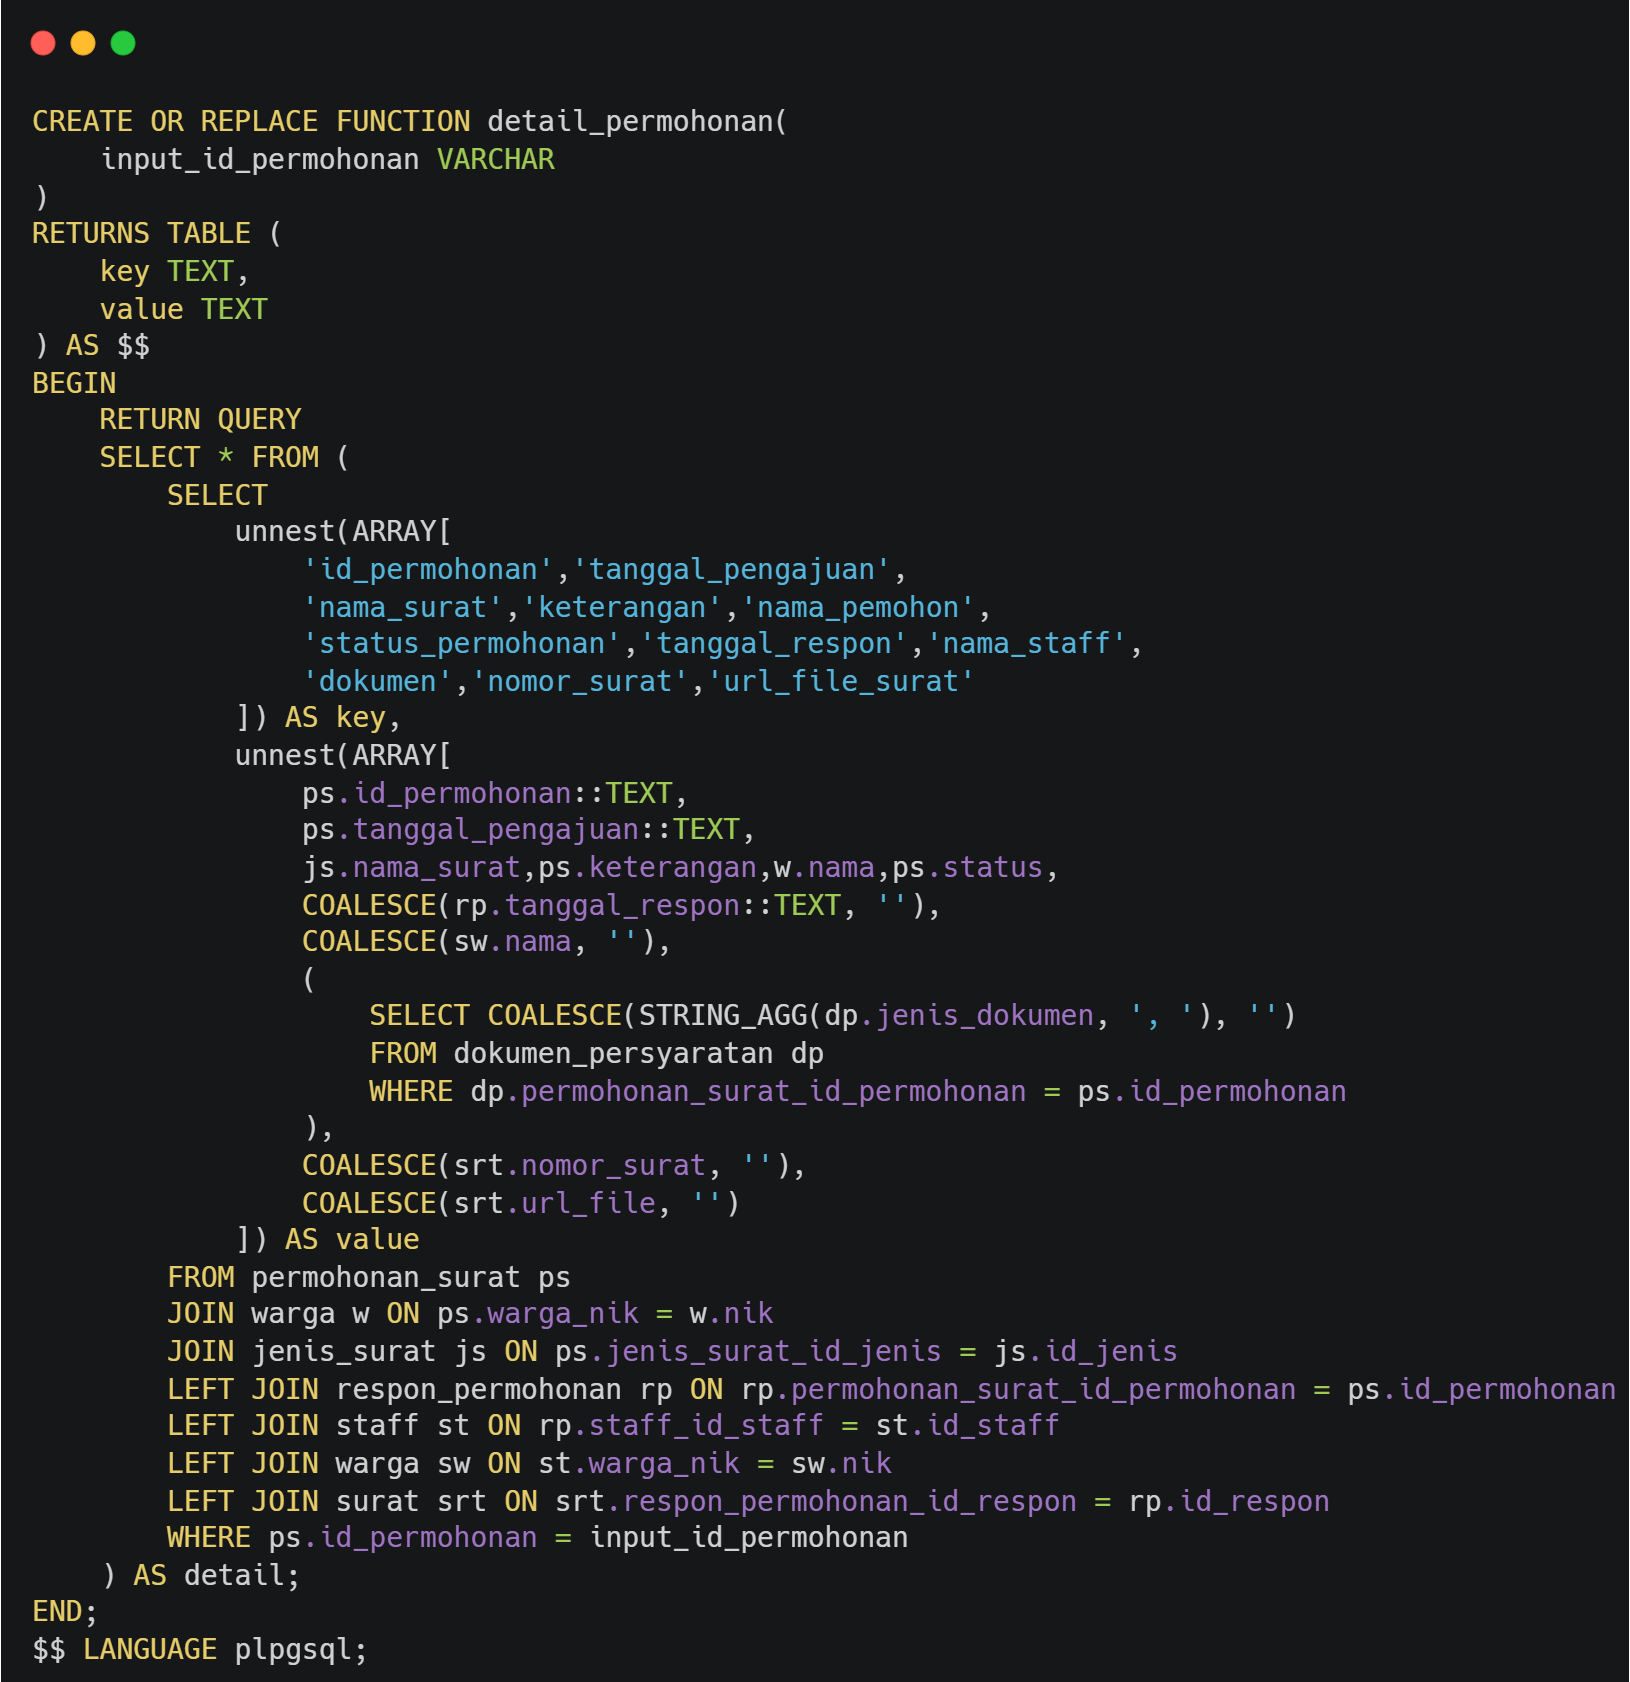 CREATE OR REPLACE FUNCTION detail_permohonan(
    input_id_permohonan VARCHAR
)
RETURNS TABLE (
    key TEXT,
    value TEXT
) AS $$
BEGIN
    RETURN QUERY
    SELECT * FROM (
        SELECT
            unnest(ARRAY[
                'id_permohonan','tanggal_pengajuan',
                'nama_surat','keterangan','nama_pemohon',
                'status_permohonan','tanggal_respon','nama_staff',
                'dokumen','nomor_surat','url_file_surat'
            ]) AS key,
            unnest(ARRAY[
                ps.id_permohonan::TEXT,
                ps.tanggal_pengajuan::TEXT,
                js.nama_surat,ps.keterangan,w.nama,ps.status,
                COALESCE(rp.tanggal_respon::TEXT, ''),
                COALESCE(sw.nama, ''),
                (
                    SELECT COALESCE(STRING_AGG(dp.jenis_dokumen, ', '), '')
                    FROM dokumen_persyaratan dp
                    WHERE dp.permohonan_surat_id_permohonan = ps.id_permohonan
                ),
                COALESCE(srt.nomor_surat, ''),
                COALESCE(srt.url_file, '')
            ]) AS value
        FROM permohonan_surat ps
        JOIN warga w ON ps.warga_nik = w.nik
        JOIN jenis_surat js ON ps.jenis_surat_id_jenis = js.id_jenis
        LEFT JOIN respon_permohonan rp ON rp.permohonan_surat_id_permohonan = ps.id_permohonan
        LEFT JOIN staff st ON rp.staff_id_staff = st.id_staff
        LEFT JOIN warga sw ON st.warga_nik = sw.nik
        LEFT JOIN surat srt ON srt.respon_permohonan_id_respon = rp.id_respon
        WHERE ps.id_permohonan = input_id_permohonan
    ) AS detail;
END;
$$ LANGUAGE plpgsql;